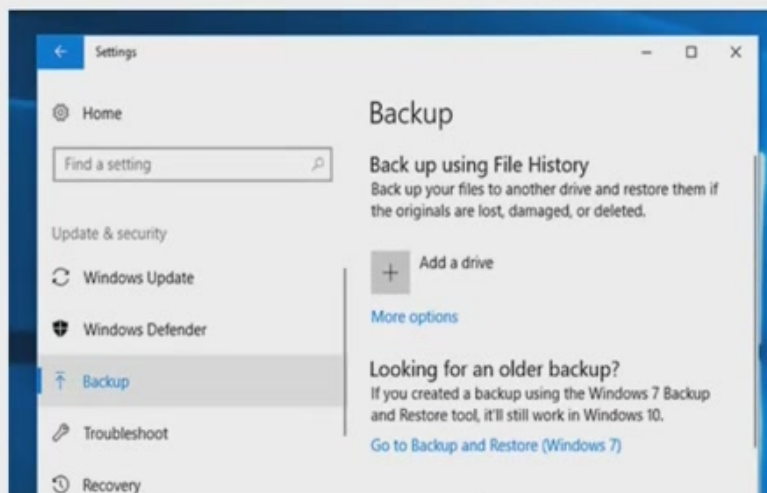 Settings
Home
Find a setting
Update & security
Windows Update
Windows Defender
Backup
Troubleshoot
Recovery
Backup
Back up using File History
Back up your files to another drive and restore them if
the originals are lost, damaged, or deleted.
Add a drive
More options
Looking for an older backup?
If you created a backup using the Windows 7 Backup
and Restore tool, it'll still work in Windows 10.
Go to Backup and Restore (Windows 7)